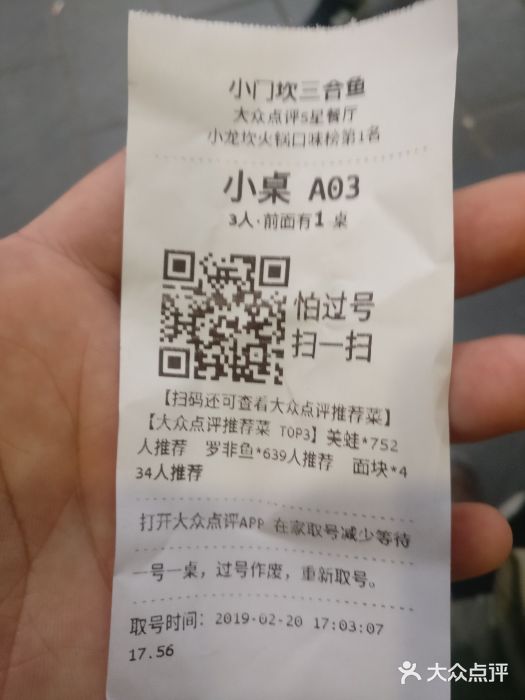 小门坎三合鱼
大众点评5星餐厅
小龙坎火锅口味榜第1名
小桌 A03
3人·前面有1 桌
怕过号
扫一扫
【扫码还可查看大众点评推荐菜】
【大众点评推荐菜 TOP3】美蛙*752
人推荐 罗非鱼*639人推荐 面块*4
34人推荐
打开大众点评APP 在家取号减少等待
一号一桌，过号作废，重新取号。
取号时间：2019-02-20 17:03:07
17.56
大众点评